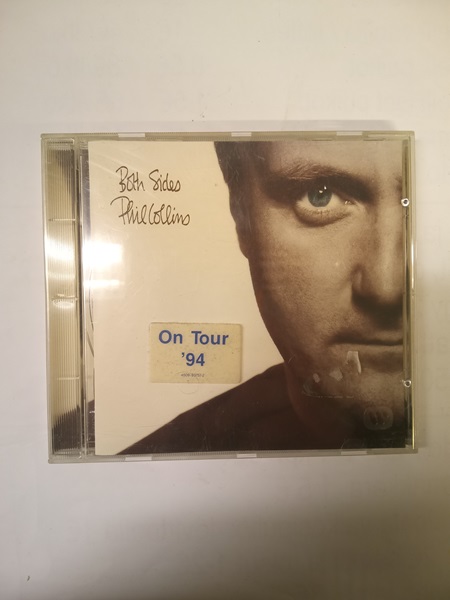 Both Sides
Phil Collins
On Tour
'94